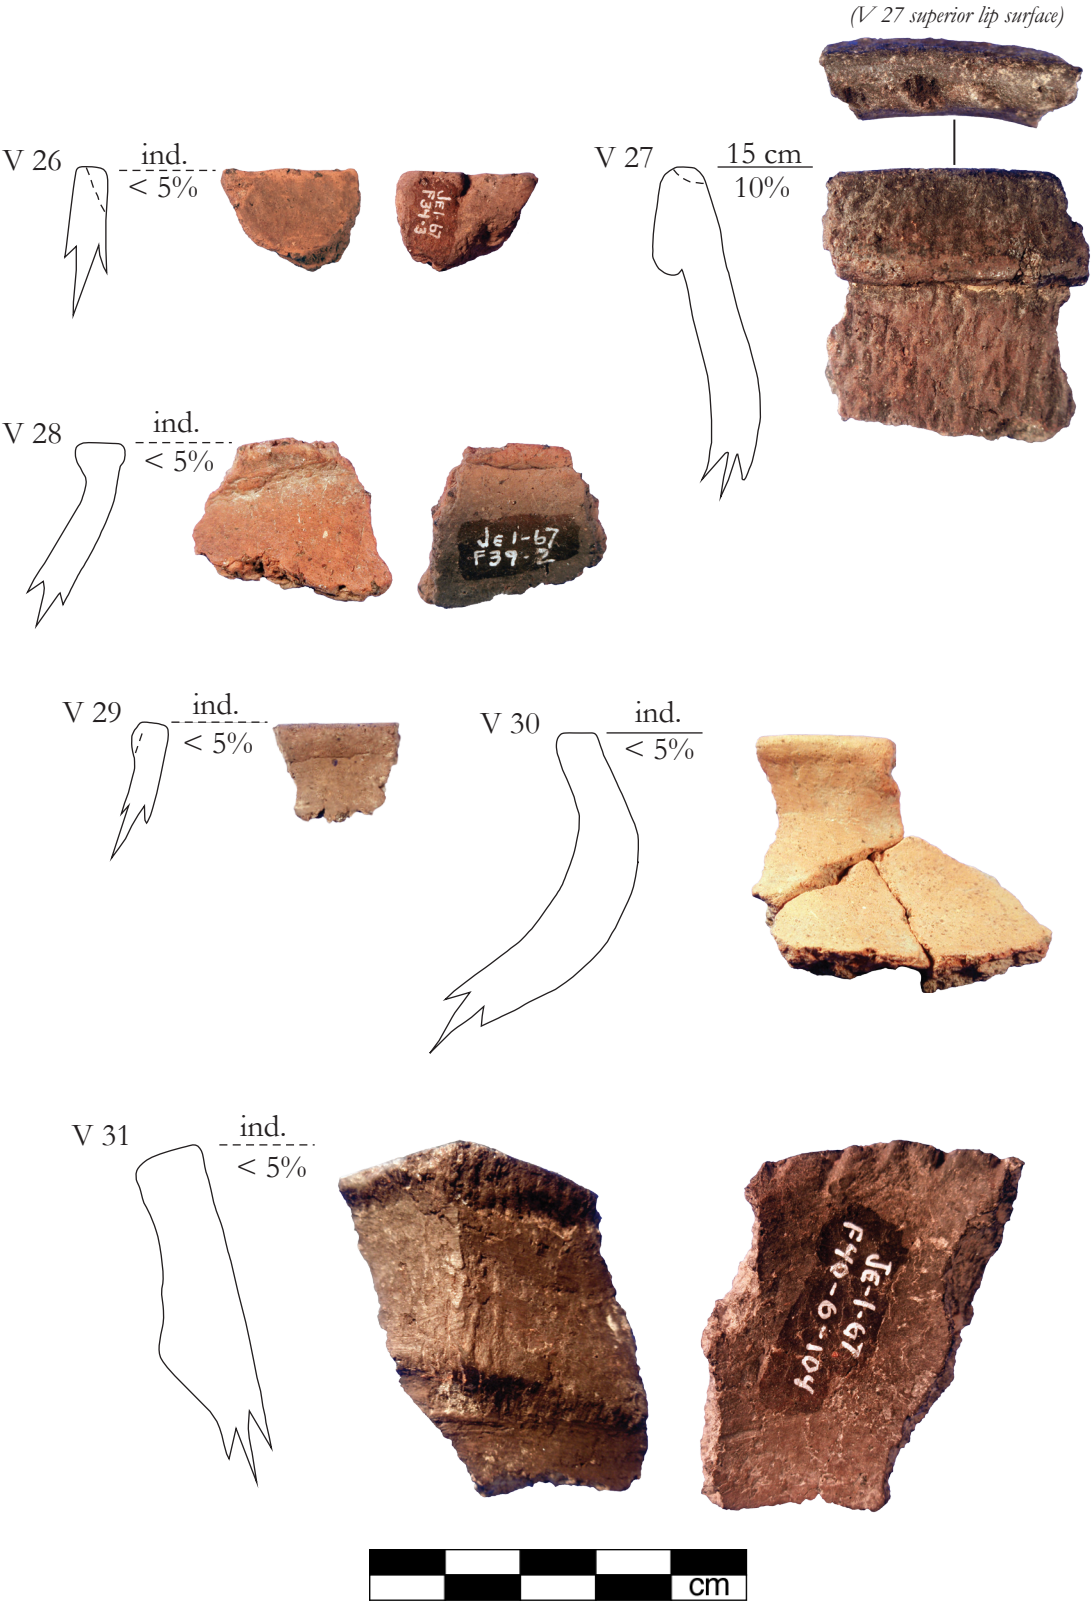 (V 27 superior lip surface)
V 26
ind.
< 5%
JE1-67
F34-3
V 27
15 cm
10%
V 28
ind.
< 5%
JE1-67
F39-2
V 29
ind.
< 5%
V 30
ind.
< 5%
V 31
ind.
< 5%
JE-1-67
F40-6-104
cm